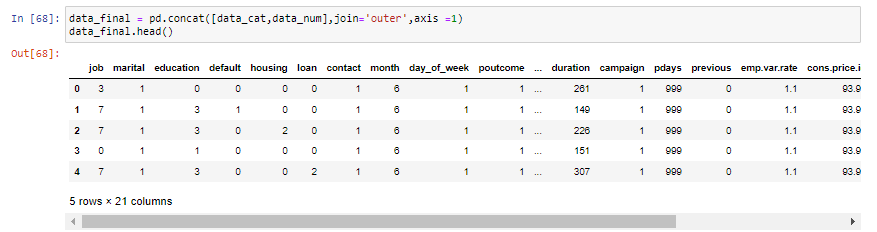 In [68]: data_final = pd.concat([data_cat,data_num],join='outer',axis =1)
data_final.head()
Out[68]:
job marital education default housing loan contact month day_of_week poutcome ... duration campaign pdays previous emp.var.rate cons.price.i
0 3 1 0 0 0 0 1 6 1 1 ... 261 1 999 0 1.1 93.9
1 7 1 3 1 0 0 1 6 1 1 ... 149 1 999 0 1.1 93.9
2 7 1 3 0 2 0 1 6 1 1 ... 226 1 999 0 1.1 93.9
3 0 1 1 0 0 0 1 6 1 1 ... 151 1 999 0 1.1 93.9
4 7 1 3 0 0 2 1 6 1 1 ... 307 1 999 0 1.1 93.9
5 rows × 21 columns